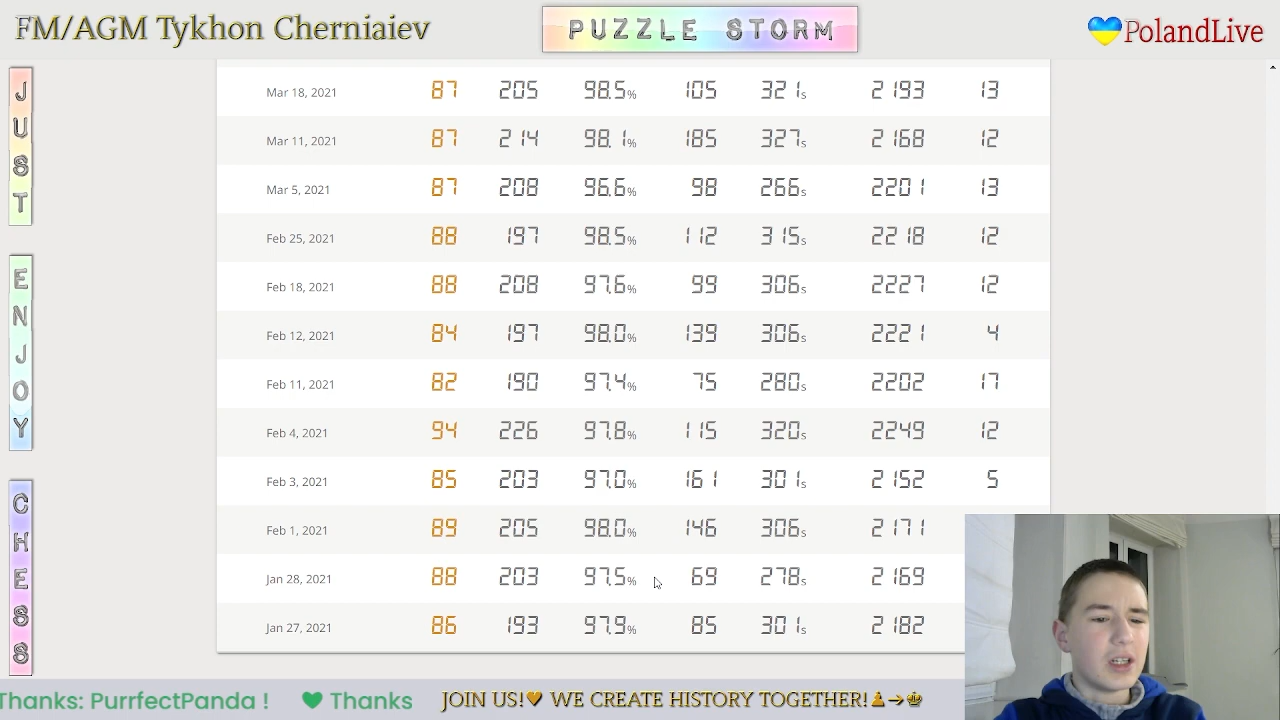 FM/AGM Tykhon Cherniaiev
PUZZLE STORM
PolandLive
JUST
ENJOY
CHESS
Mar 18, 2021 87 205 98.5% 105 321s 2193 13
Mar 11, 2021 87 214 98.1% 185 327s 2168 12
Mar 5, 2021 87 208 96.6% 98 266s 2201 13
Feb 25, 2021 88 197 98.5% 112 315s 2218 12
Feb 18, 2021 88 208 97.6% 99 306s 2227 12
Feb 12, 2021 84 197 98.0% 139 306s 2221 4
Feb 11, 2021 82 190 97.4% 75 280s 2202 17
Feb 4, 2021 94 226 97.8% 115 320s 2249 12
Feb 3, 2021 85 203 97.0% 161 301s 2152 5
Feb 1, 2021 89 205 98.0% 146 306s 2171
Jan 28, 2021 88 203 97.5% 69 278s 2169
Jan 27, 2021 86 193 97.9% 85 301s 2182
Thanks: PurrfectPanda ! 💚 Thanks
JOIN US!🧡 WE CREATE HISTORY TOGETHER!♟→♚